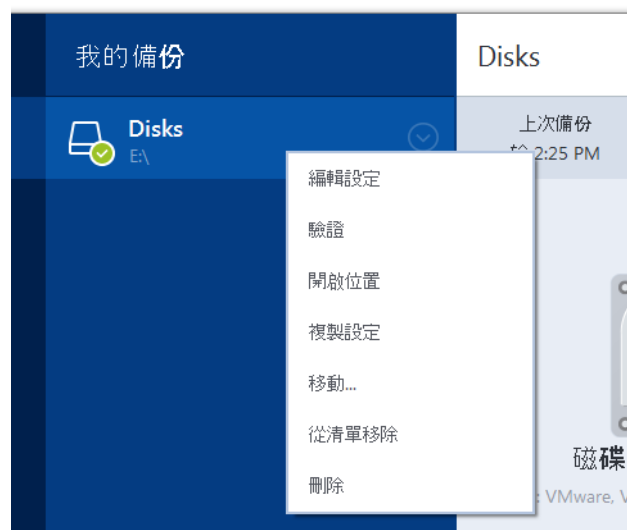 我的備份
Disks
E:\
編輯設定
驗證
開啟位置
複製設定
移動...
從清單移除
刪除
Disks
上次備份
2:25 PM
磁碟
: VMware, V